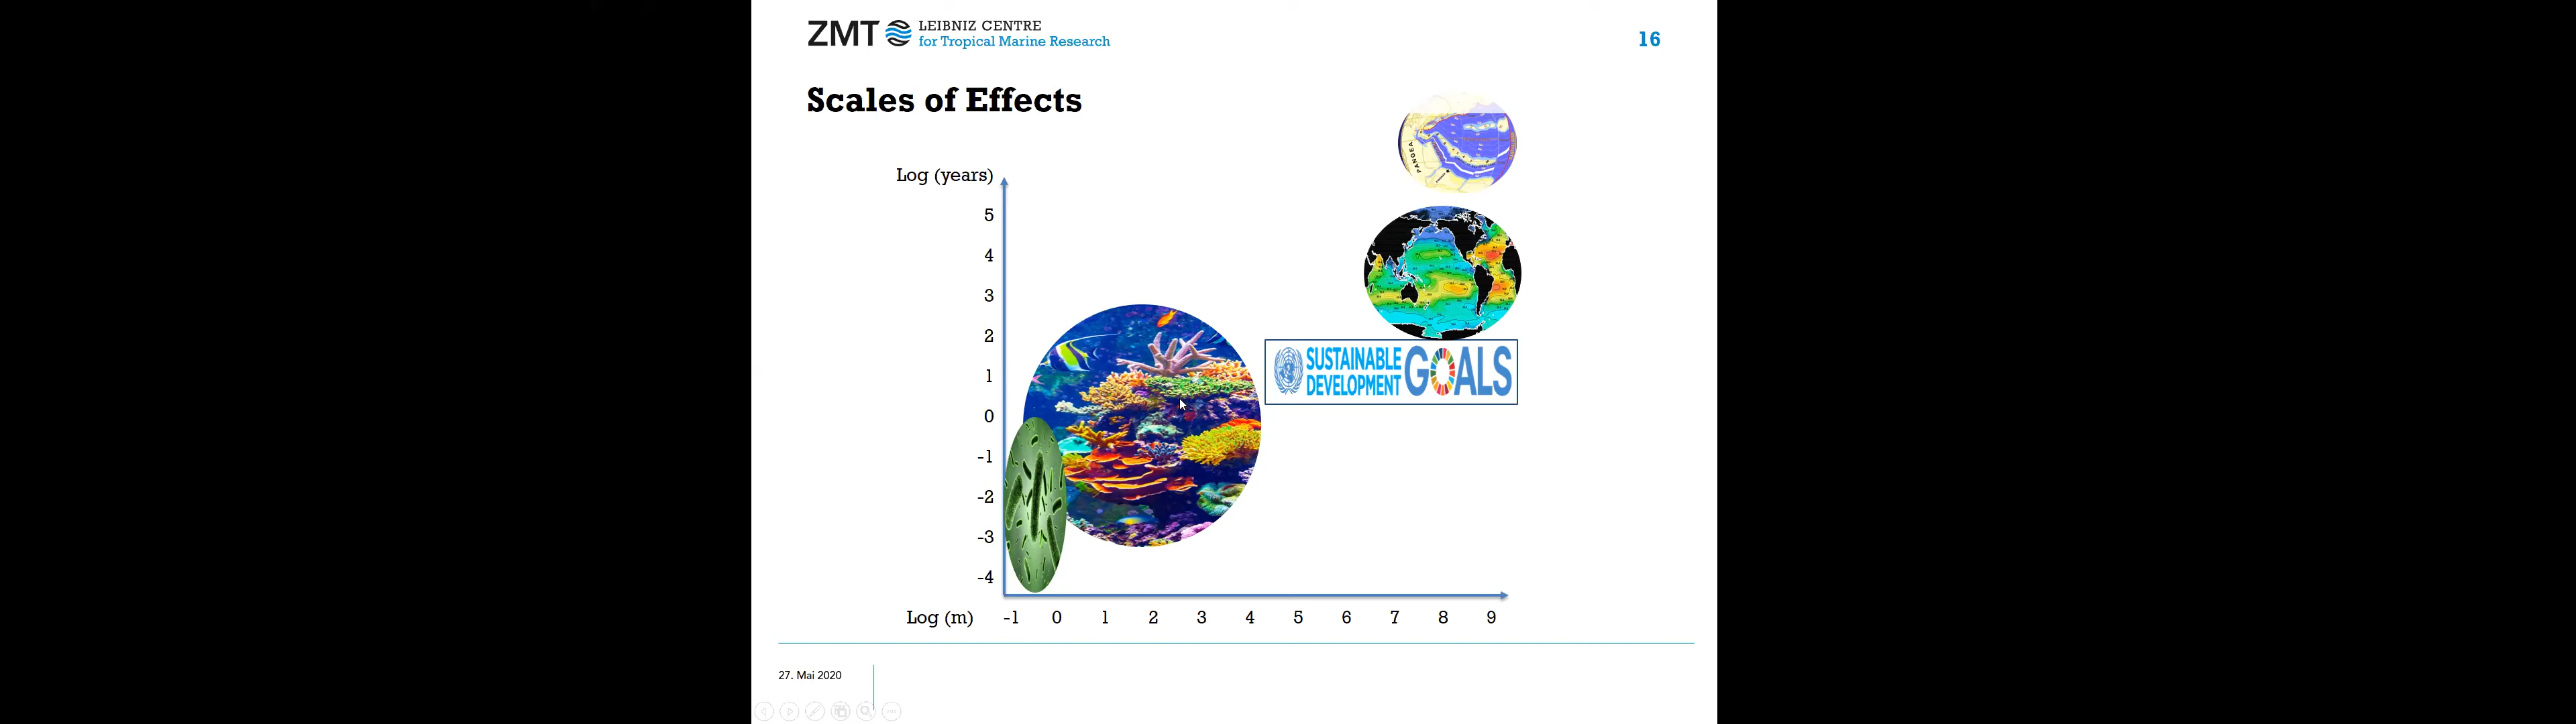 ZMT LEIBNIZ CENTRE
for Tropical Marine Research
16
Scales of Effects
Log (years)
5
4
3
2
1
0
-1
-2
-3
-4
PANGEA
SUSTAINABLE
DEVELOPMENT
GOALS
Log (m) -1 0 1 2 3 4 5 6 7 8 9
27. Mai 2020